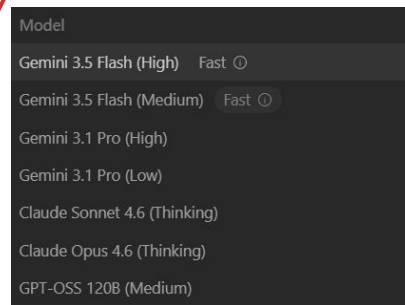 Model
Gemini 3.5 Flash (High) Fast ⓘ
Gemini 3.5 Flash (Medium) Fast ⓘ
Gemini 3.1 Pro (High)
Gemini 3.1 Pro (Low)
Claude Sonnet 4.6 (Thinking)
Claude Opus 4.6 (Thinking)
GPT-OSS 120B (Medium)